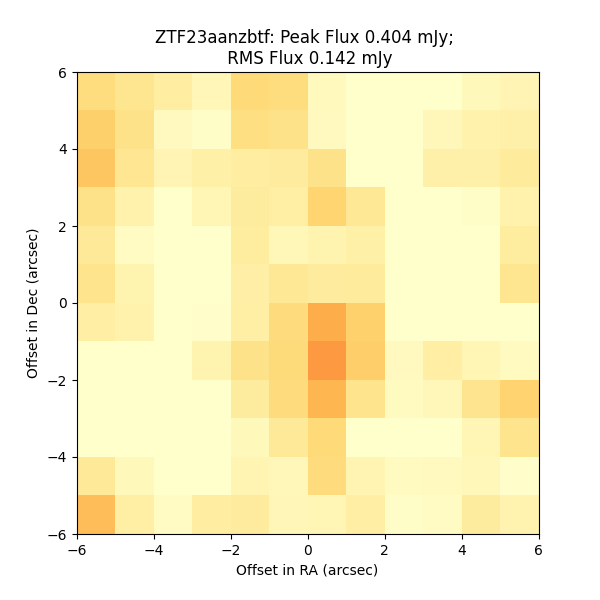 ZTF23aanzbtf: Peak Flux 0.404 mJy;
RMS Flux 0.142 mJy
6
4
2
0
−2
−4
−6
Offset in Dec (arcsec)
−6 −4 −2 0 2 4 6
Offset in RA (arcsec)